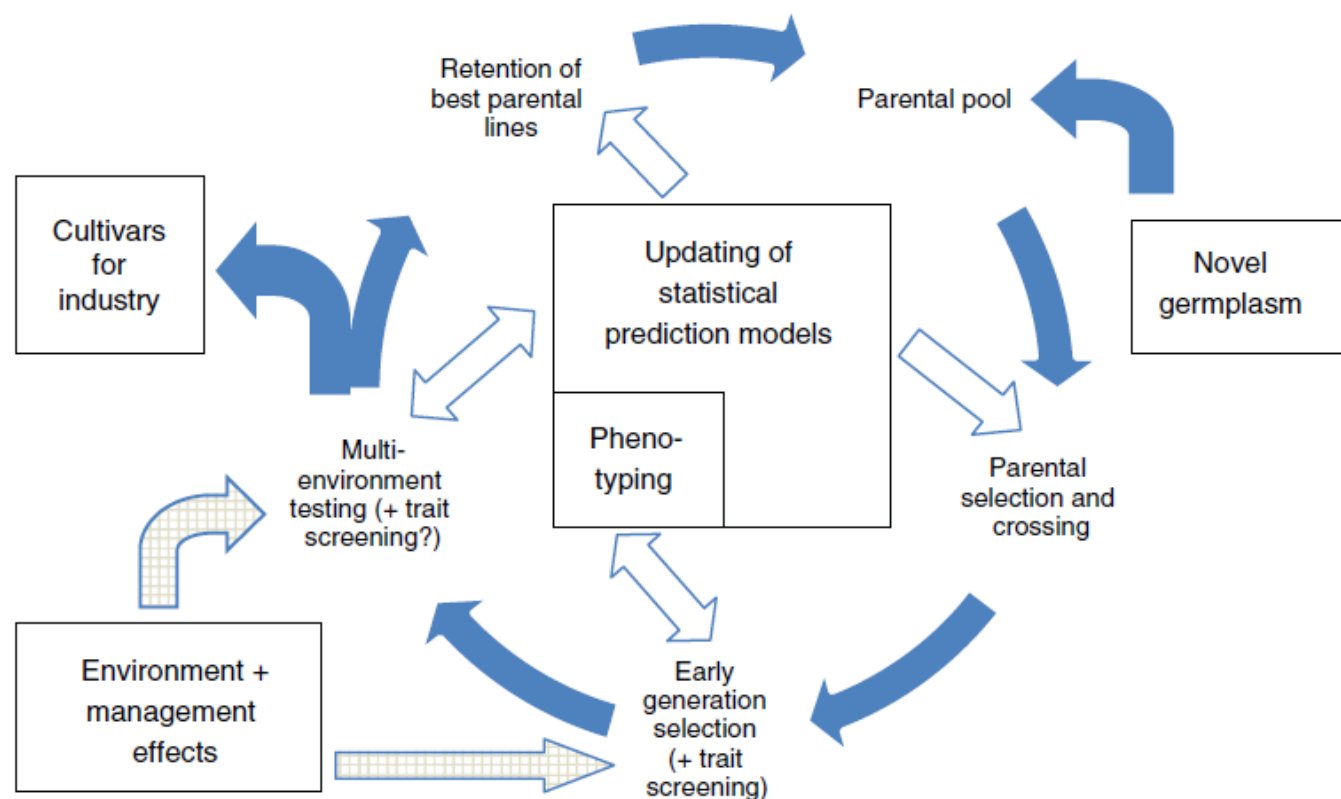 Retention of
best parental
lines
Parental pool
Cultivars
for
industry
Updating of
statistical
prediction models
Novel
germplasm
Pheno-
typing
Multi-
environment
testing (+ trait
screening?)
Parental
selection and
crossing
Environment +
management
effects
Early
generation
selection
(+ trait
screening)